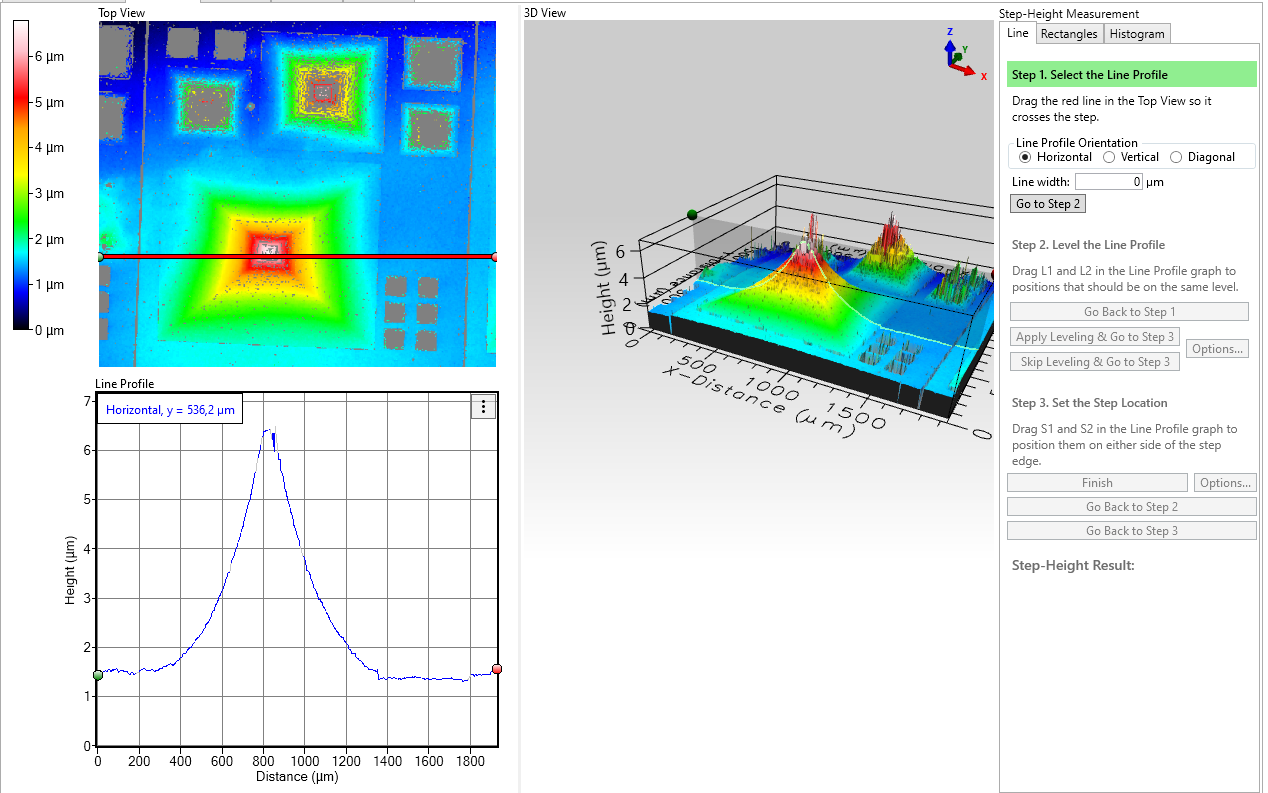 Top View
6 µm
5 µm
4 µm
3 µm
2 µm
1 µm
0 µm
Line Profile
Horizontal, y = 536,2 µm
7
6
5
4
3
2
1
0
Height (µm)
0 200 400 600 800 1000 1200 1400 1600 1800
Distance (µm)
3D View
Z
Y
X
6
4
2
0
Height (µm)
0
500
1000
1500
X-Distance (µm)
0
Step-Height Measurement
Line Rectangles Histogram
Step 1. Select the Line Profile
Drag the red line in the Top View so it
crosses the step.
Line Profile Orientation
Horizontal Vertical Diagonal
Line width: 0 µm
Go to Step 2
Step 2. Level the Line Profile
Drag L1 and L2 in the Line Profile graph to
positions that should be on the same level.
Go Back to Step 1
Apply Leveling & Go to Step 3
Options...
Skip Leveling & Go to Step 3
Step 3. Set the Step Location
Drag S1 and S2 in the Line Profile graph to
position them on either side of the step
edge.
Finish Options...
Go Back to Step 2
Go Back to Step 3
Step-Height Result: